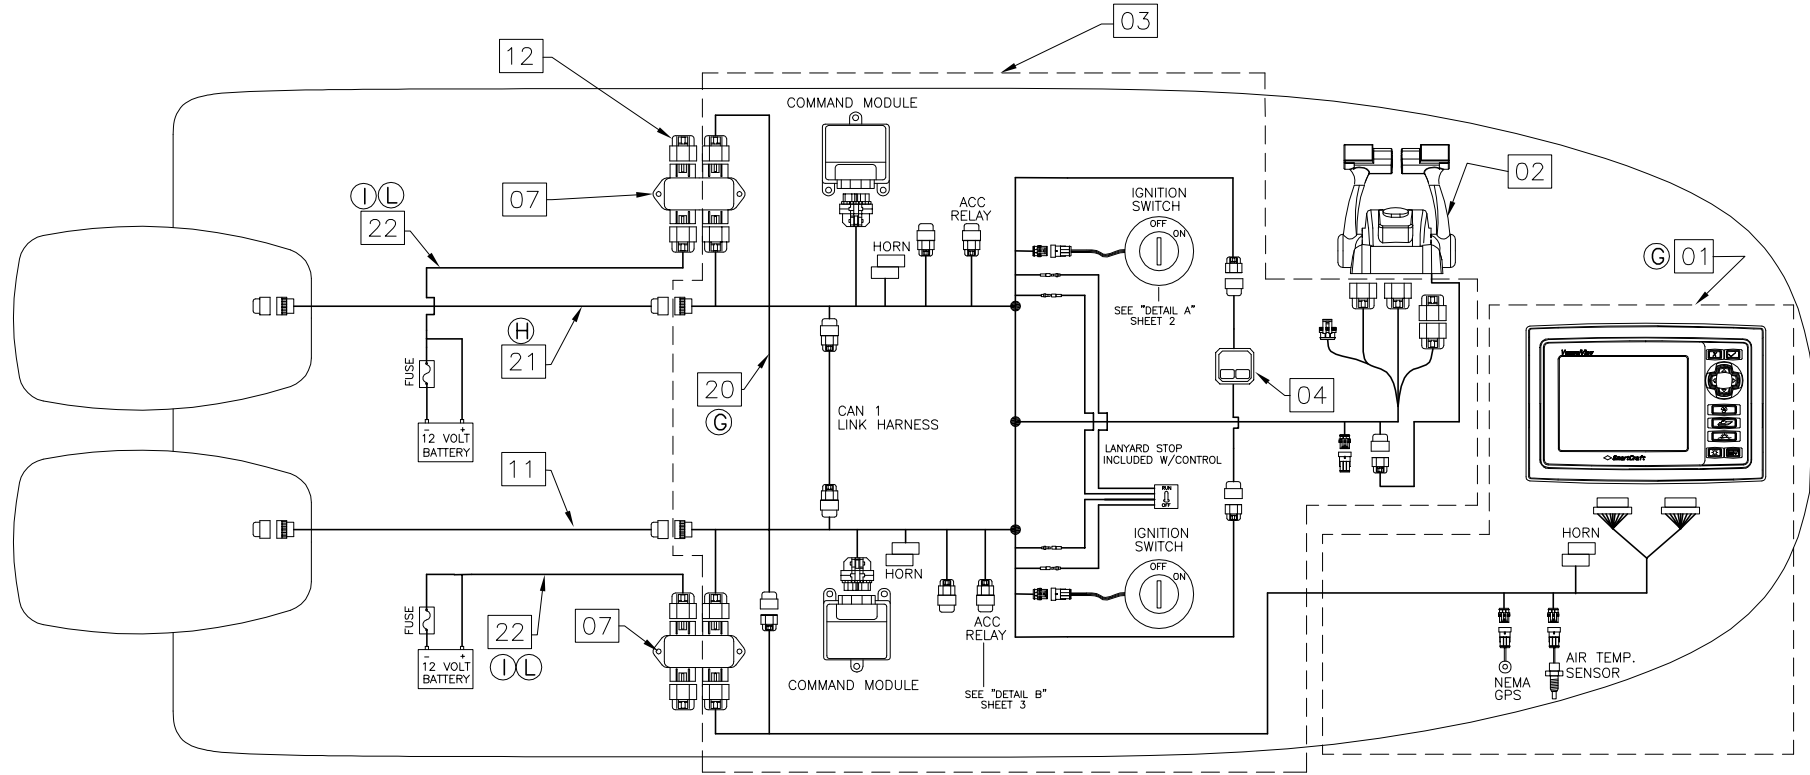 03
12
COMMAND MODULE
07
02
I L
22
ACC
RELAY
IGNITION
SWITCH
OFF
ON
HORN
G 01
SEE "DETAIL A"
SHEET 2
H
21
FUSE
20
G
04
VesselView
CAN 1
LINK HARNESS
- +
12 VOLT
BATTERY
LANYARD STOP
INCLUDED W/CONTROL
SmartCraft
11
RUN
OFF
IGNITION
SWITCH
OFF
ON
HORN
HORN
FUSE
22
I L
07
ACC
RELAY
- +
12 VOLT
BATTERY
COMMAND MODULE
SEE "DETAIL B"
SHEET 3
NEMA
GPS
AIR TEMP.
SENSOR